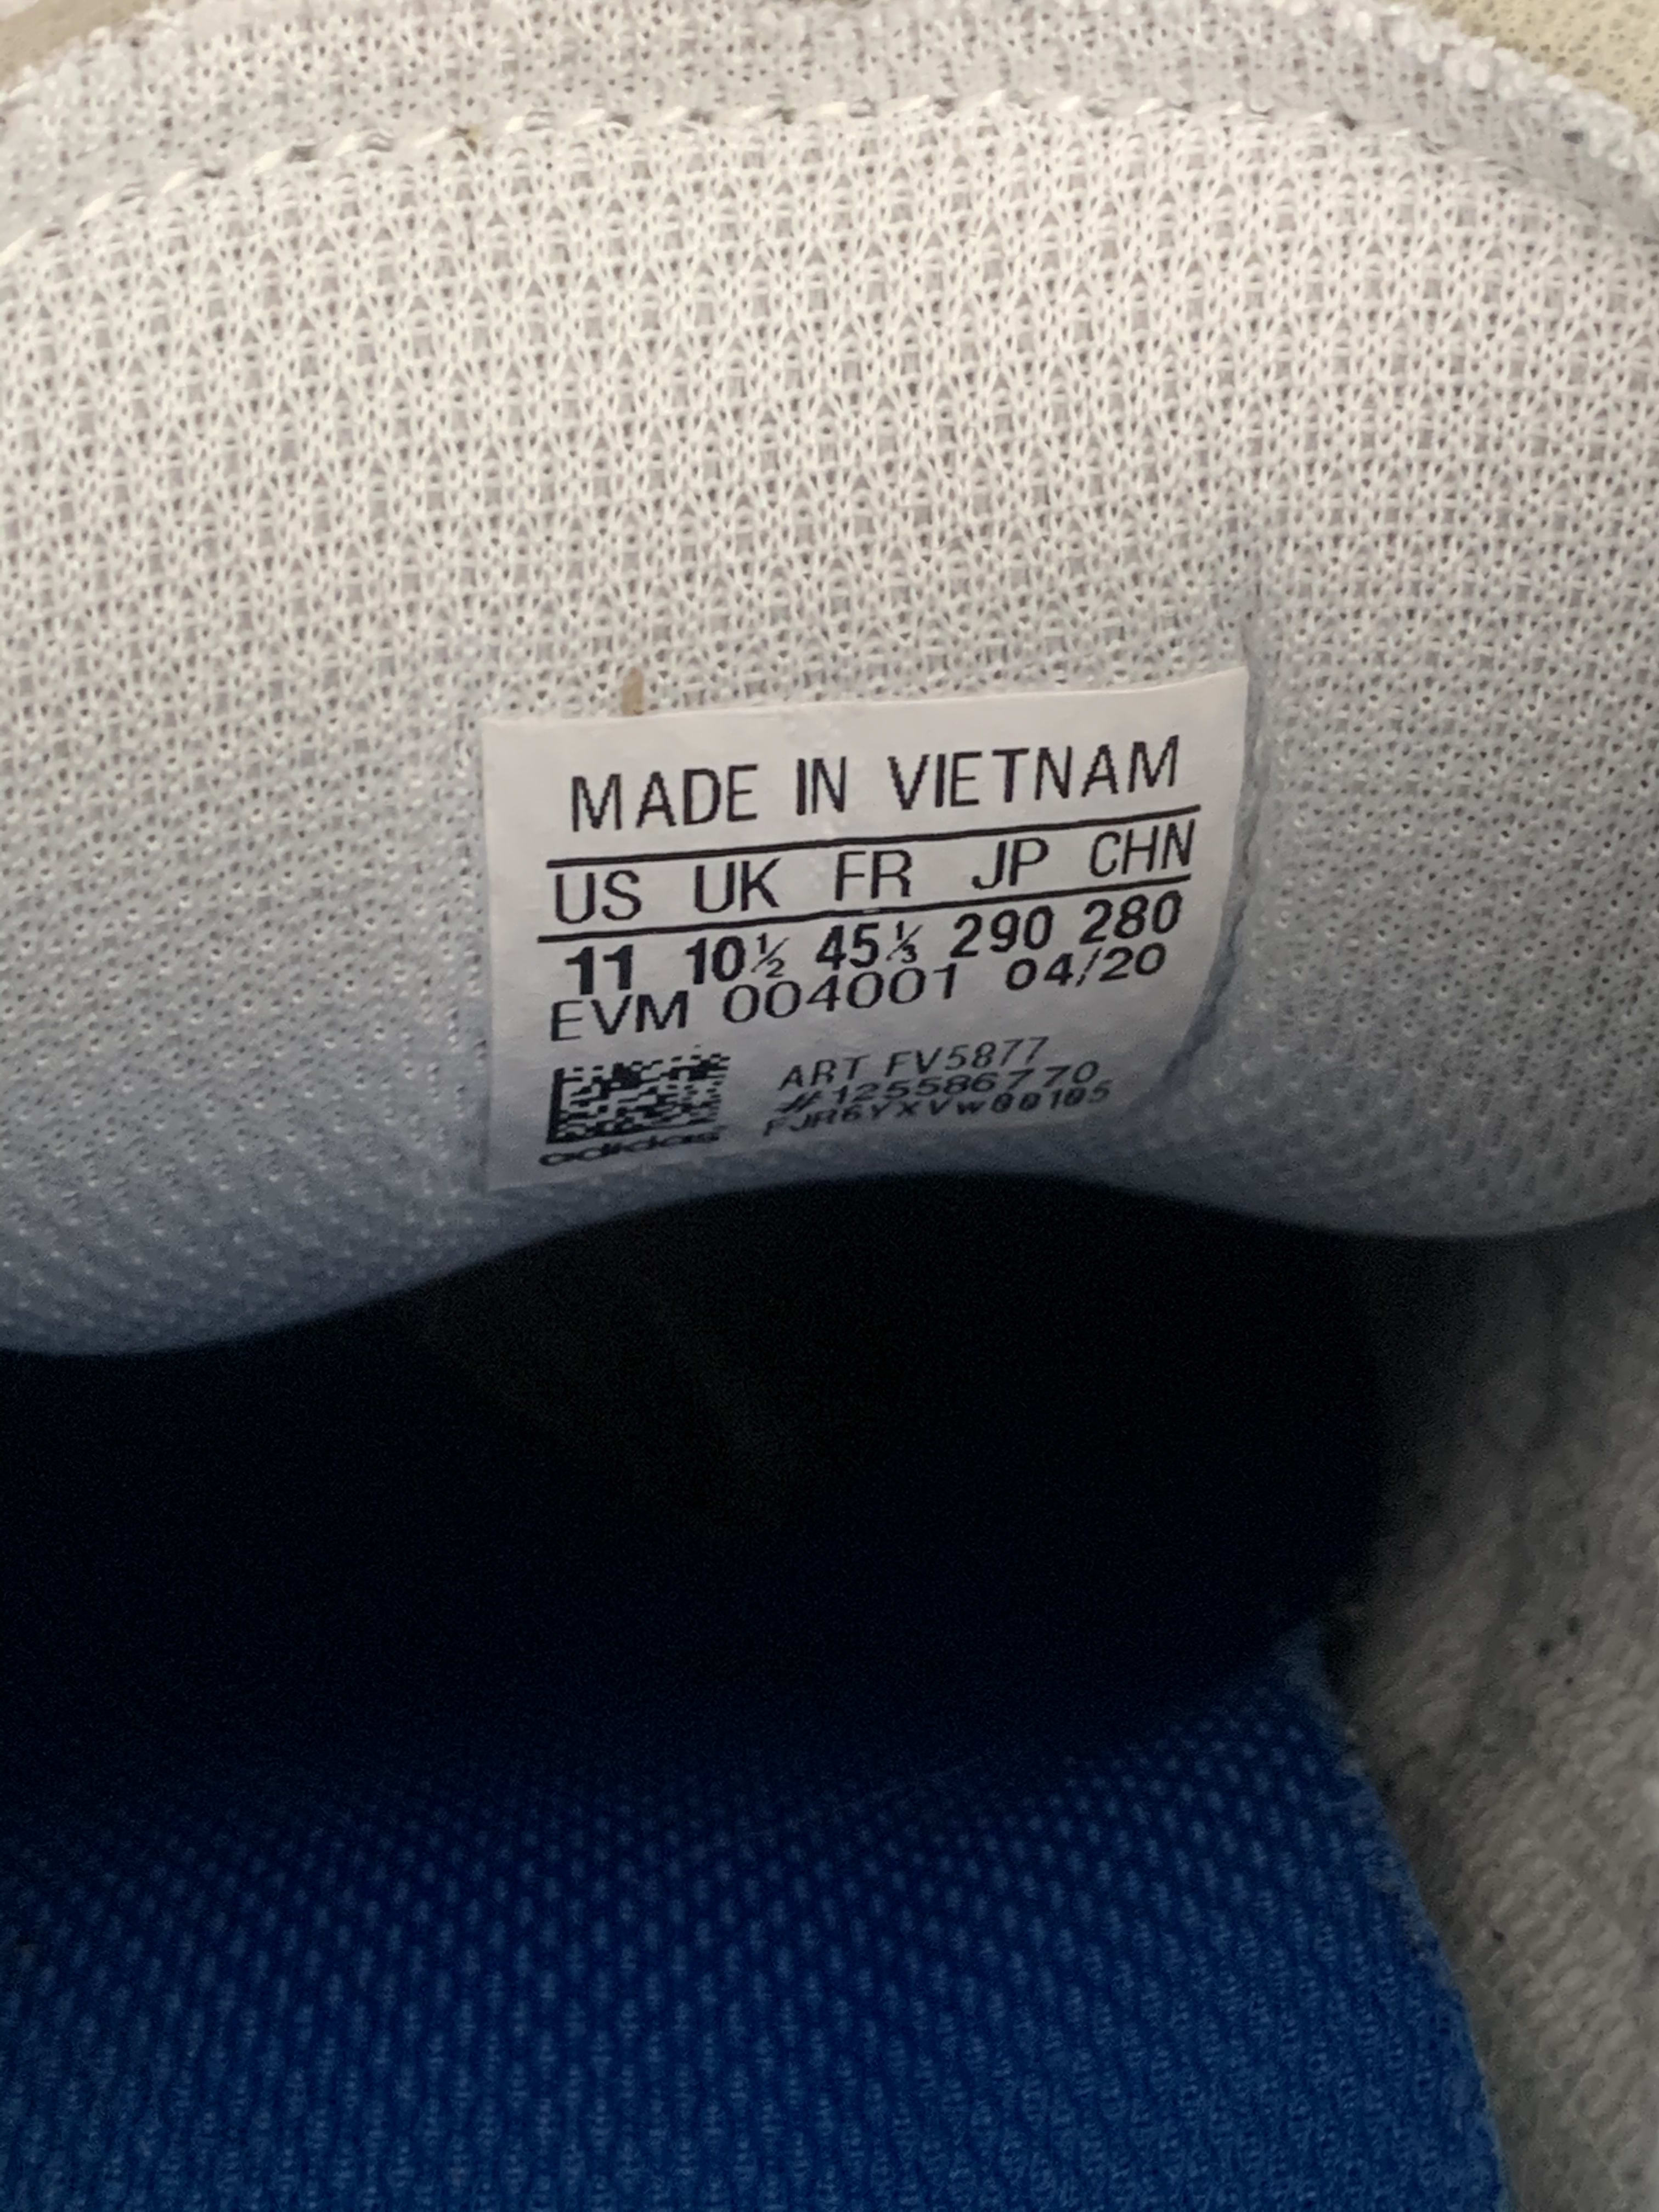 MADE IN VIETNAM
US UK FR JP CHN
11 10½ 45⅓ 290 280
EVM 004001 04/20
ART FV5877
#125586770
FJR6YXVW00105
adidas